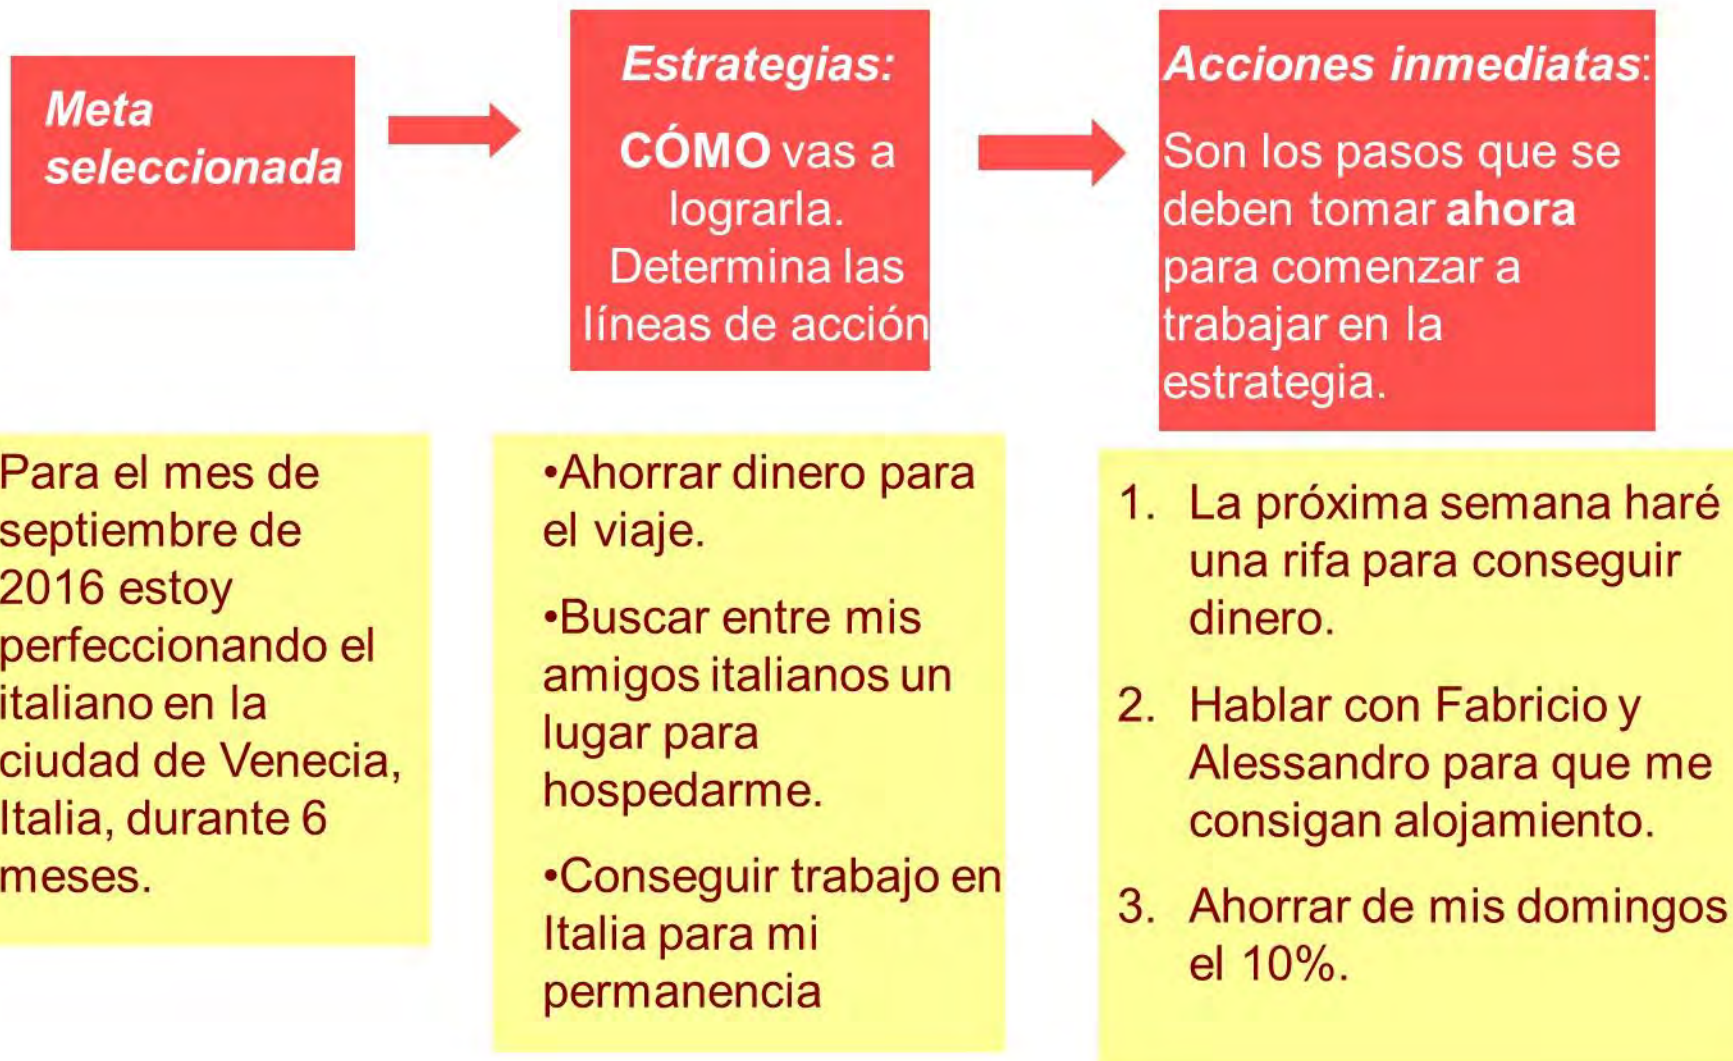 Meta
seleccionada
Estrategias:
CÓMO vas a
lograrla.
Determina las
líneas de acción
Acciones inmediatas:
Son los pasos que se
deben tomar ahora
para comenzar a
trabajar en la
estrategia.
Para el mes de
septiembre de
2016 estoy
perfeccionando el
italiano en la
ciudad de Venecia,
Italia, durante 6
meses.
•Ahorrar dinero para
el viaje.
•Buscar entre mis
amigos italianos un
lugar para
hospedarme.
•Conseguir trabajo en
Italia para mi
permanencia
1. La próxima semana haré
una rifa para conseguir
dinero.
2. Hablar con Fabricio y
Alessandro para que me
consigan alojamiento.
3. Ahorrar de mis domingos
el 10%.